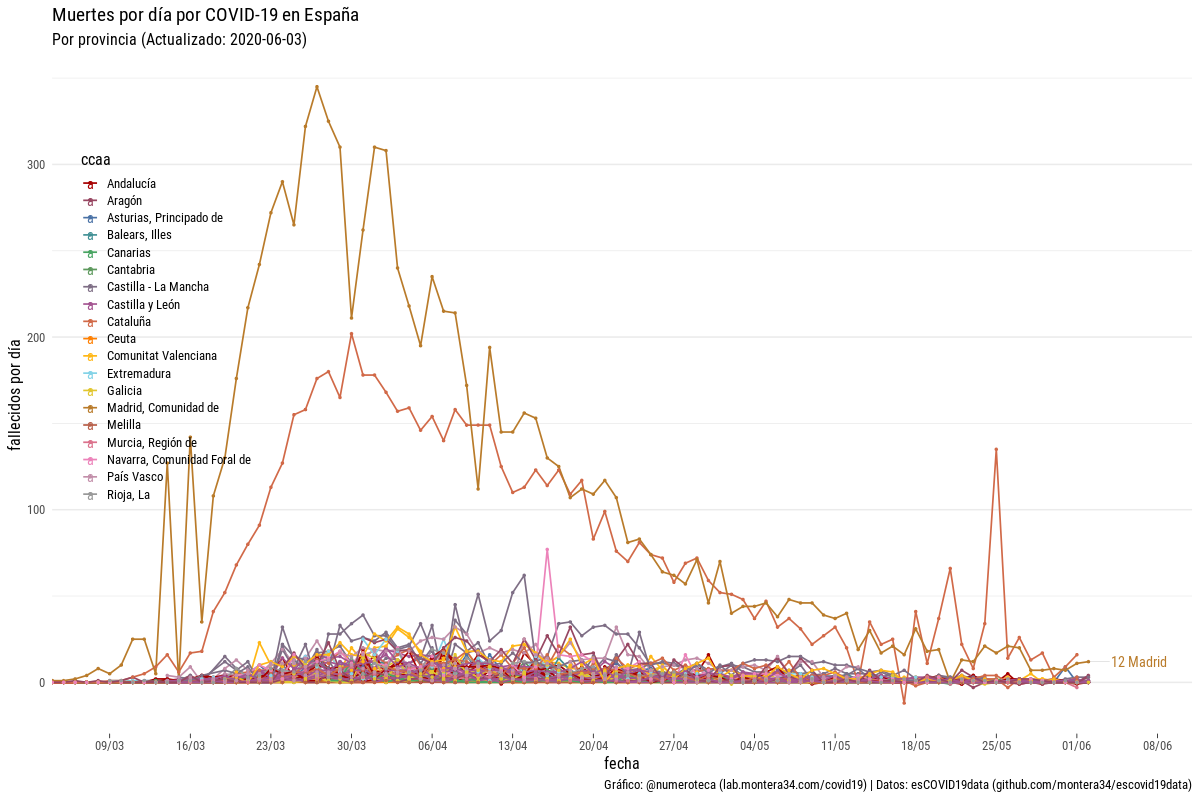 Muertes por día por COVID-19 en España
Por provincia (Actualizado: 2020-06-03)
fallecidos por día
300
200
100
0
ccaa
Andalucía
Aragón
Asturias, Principado de
Balears, Illes
Canarias
Cantabria
Castilla - La Mancha
Castilla y León
Cataluña
Ceuta
Comunitat Valenciana
Extremadura
Galicia
Madrid, Comunidad de
Melilla
Murcia, Región de
Navarra, Comunidad Foral de
País Vasco
Rioja, La
12 Madrid
09/03 16/03 23/03 30/03 06/04 13/04 20/04 27/04 04/05 11/05 18/05 25/05 01/06 08/06
fecha
Gráfico: @numeroteca (lab.montera34.com/covid19) | Datos: esCOVID19data (github.com/montera34/escovid19data)